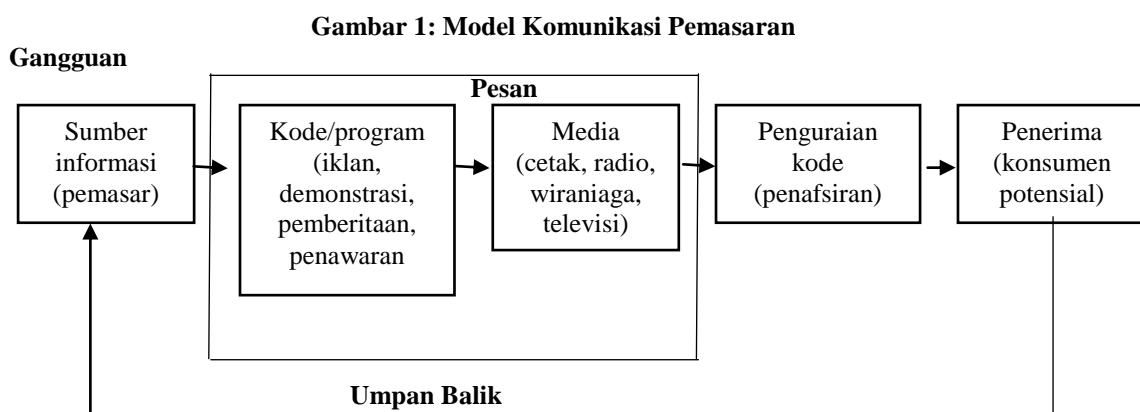 Gambar 1: Model Komunikasi Pemasaran
Gangguan
Pesan
Sumber
informasi
(pemasar)
Kode/program
(iklan,
demonstrasi,
pemberitaan,
penawaran
Media
(cetak, radio,
wiraniaga,
televisi)
Penguraian
kode
(penafsiran)
Penerima
(konsumen
potensial)
Umpan Balik